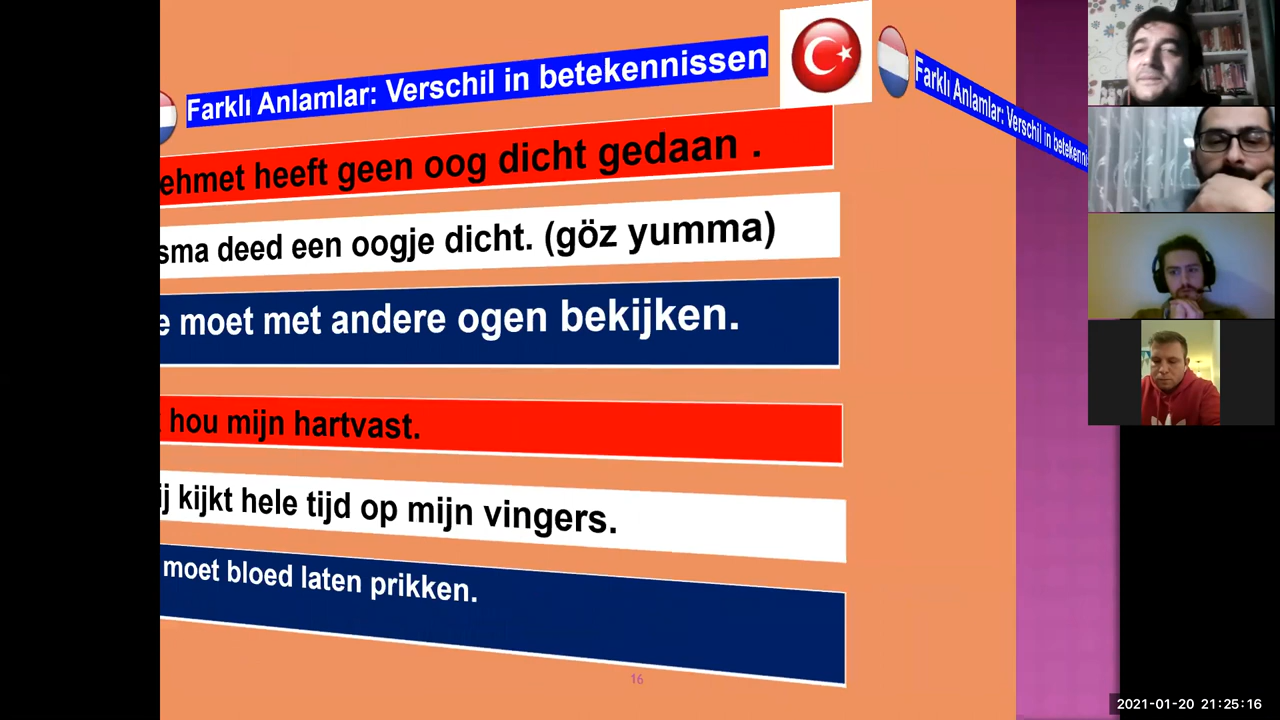 Farklı Anlamlar: Verschil in betekennissen
Farklı Anlamlar: Verschil in betekenni
ehmet heeft geen oog dicht gedaan .
sma deed een oogje dicht. (göz yumma)
e moet met andere ogen bekijken.
hou mijn hartvast.
ij kijkt hele tijd op mijn vingers.
moet bloed laten prikken.
16
2021-01-20 21:25:16